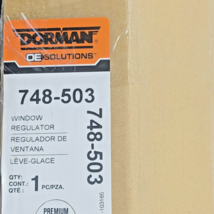 DORMAN
OE SOLUTIONS
748-503
WINDOW
REGULATOR
REGULADOR DE
VENTANA
LÈVE-GLACE
QTY:
CONT.: 1 PC/PZA.
QTÉ :
PREMIUM
748-503